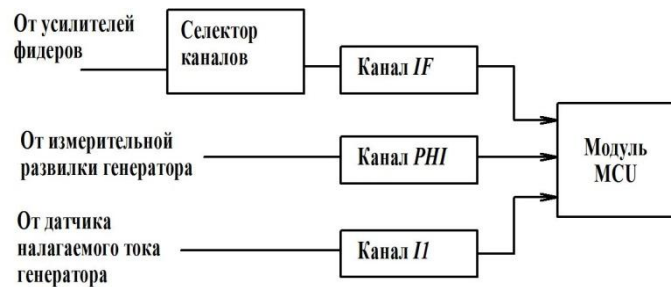 От усилителей
фидеров
Селектор
каналов
Канал IF
От измерительной
развилки генератора
Канал PHI
Модуль
MCU
От датчика
налагаемого тока
генератора
Канал I1